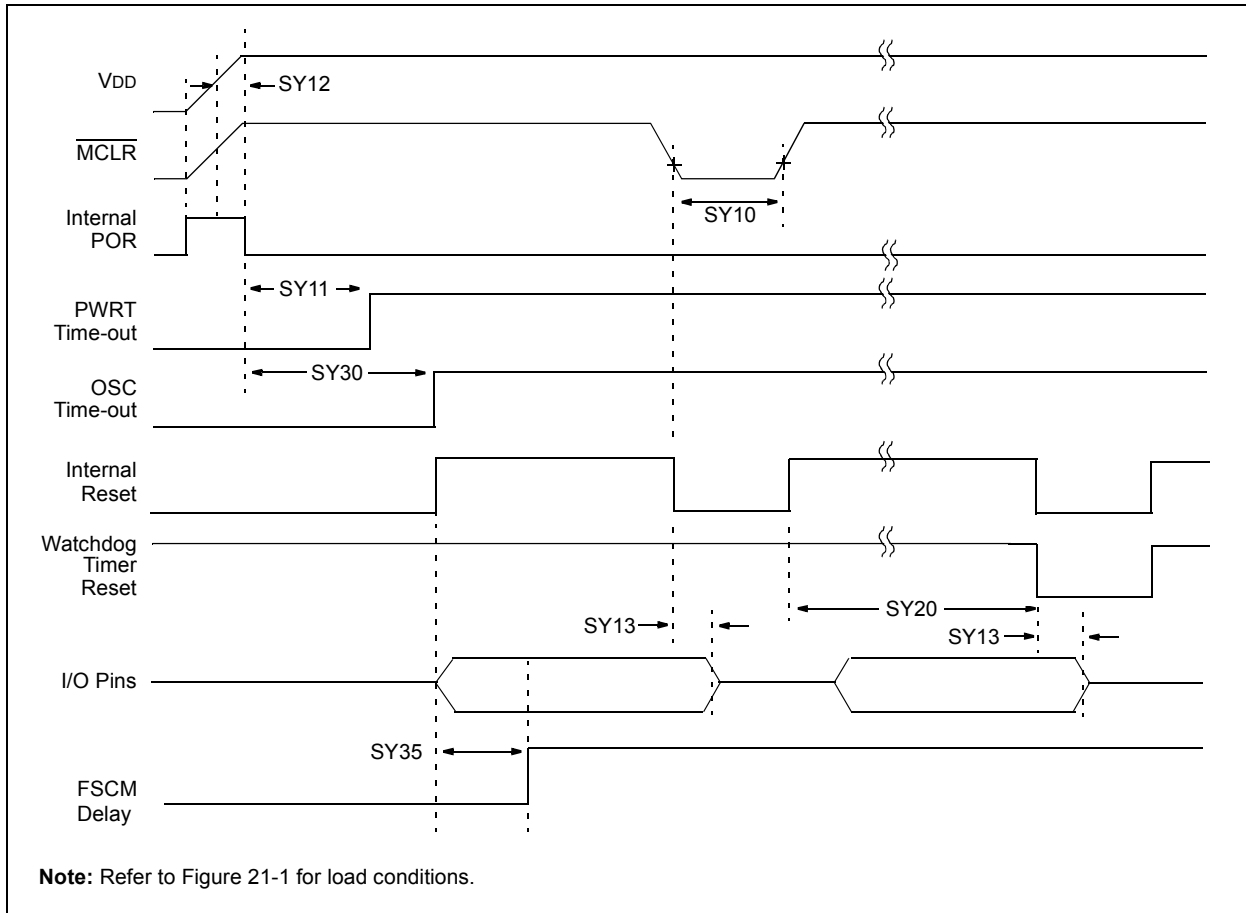 VDD
SY12
MCLR
SY10
Internal
POR
SY11
PWRT
Time-out
SY30
OSC
Time-out
Internal
Reset
Watchdog
Timer
Reset
SY20
SY13
SY13
I/O Pins
SY35
FSCM
Delay
Note: Refer to Figure 21-1 for load conditions.